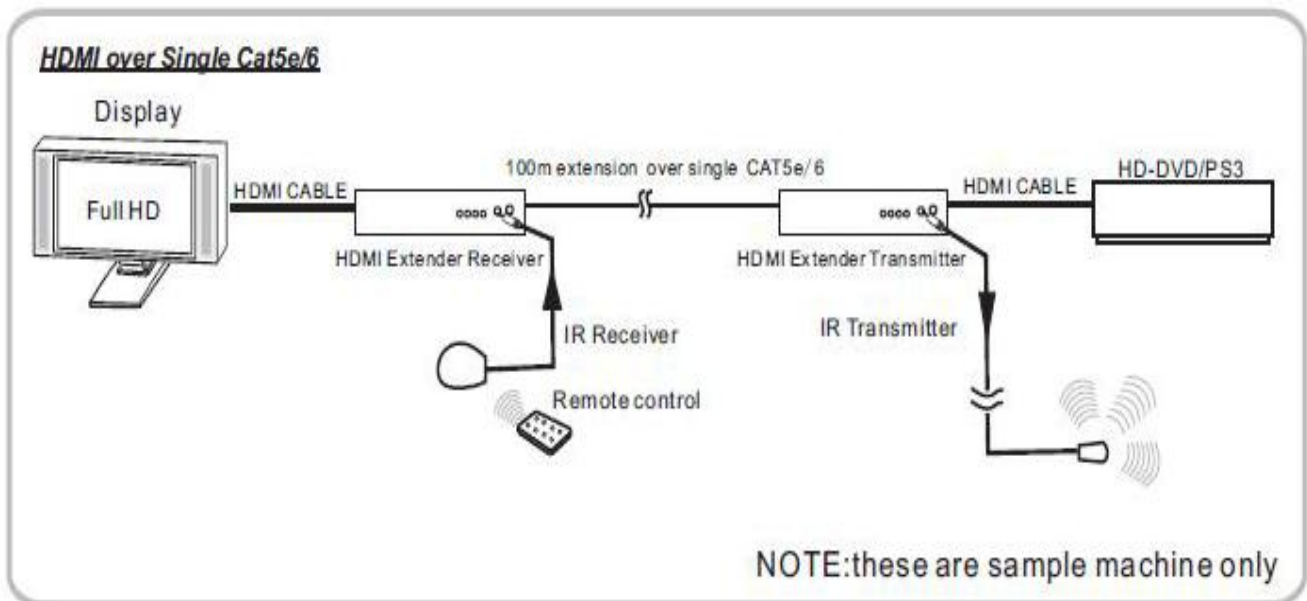 HDMI over Single Cat5e/6
Display
Full HD
HDMI CABLE
100m extension over single CAT5e/6
HDMI CABLE
HD-DVD/PS3
HDMI Extender Receiver
HDMI Extender Transmitter
IR Receiver
IR Transmitter
Remote control
NOTE:these are sample machine only